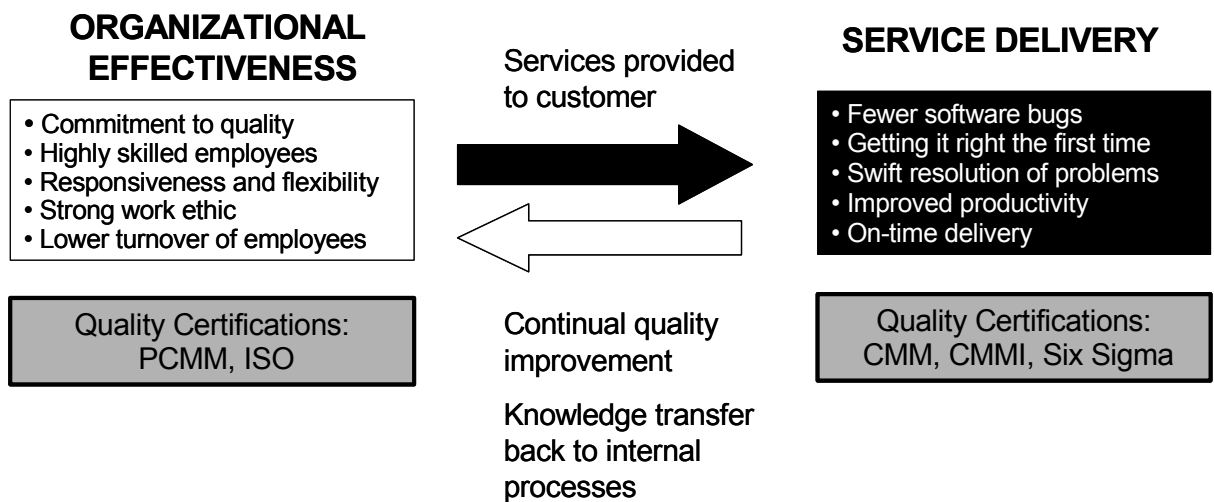 ORGANIZATIONAL
EFFECTIVENESS
• Commitment to quality
• Highly skilled employees
• Responsiveness and flexibility
• Strong work ethic
• Lower turnover of employees
Quality Certifications:
PCMM, ISO
Services provided
to customer
Continual quality
improvement
Knowledge transfer
back to internal
processes
SERVICE DELIVERY
• Fewer software bugs
• Getting it right the first time
• Swift resolution of problems
• Improved productivity
• On-time delivery
Quality Certifications:
CMM, CMMI, Six Sigma